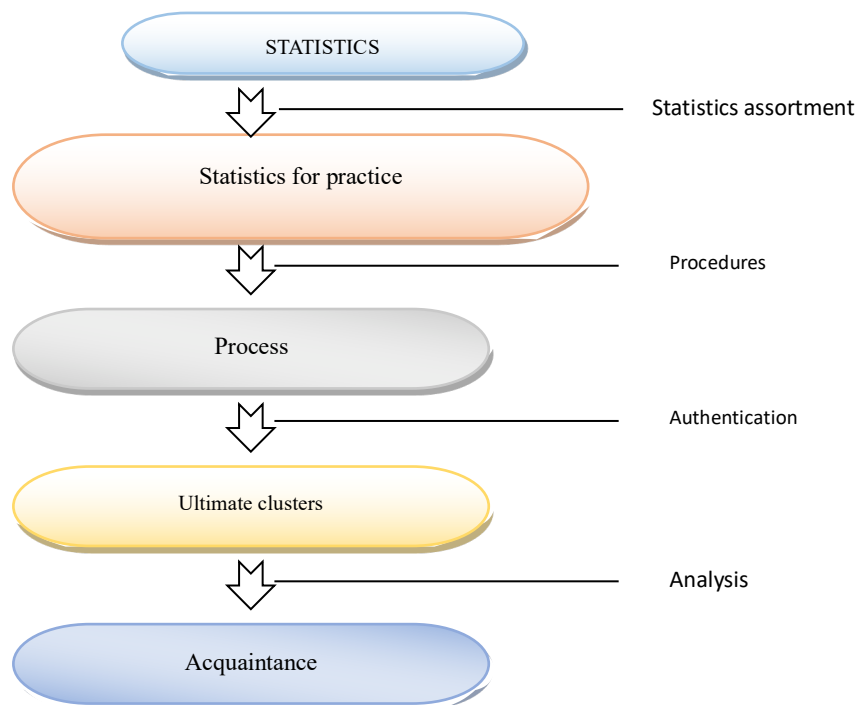 STATISTICS
Statistics assortment
Statistics for practice
Procedures
Process
Authentication
Ultimate clusters
Analysis
Acquaintance